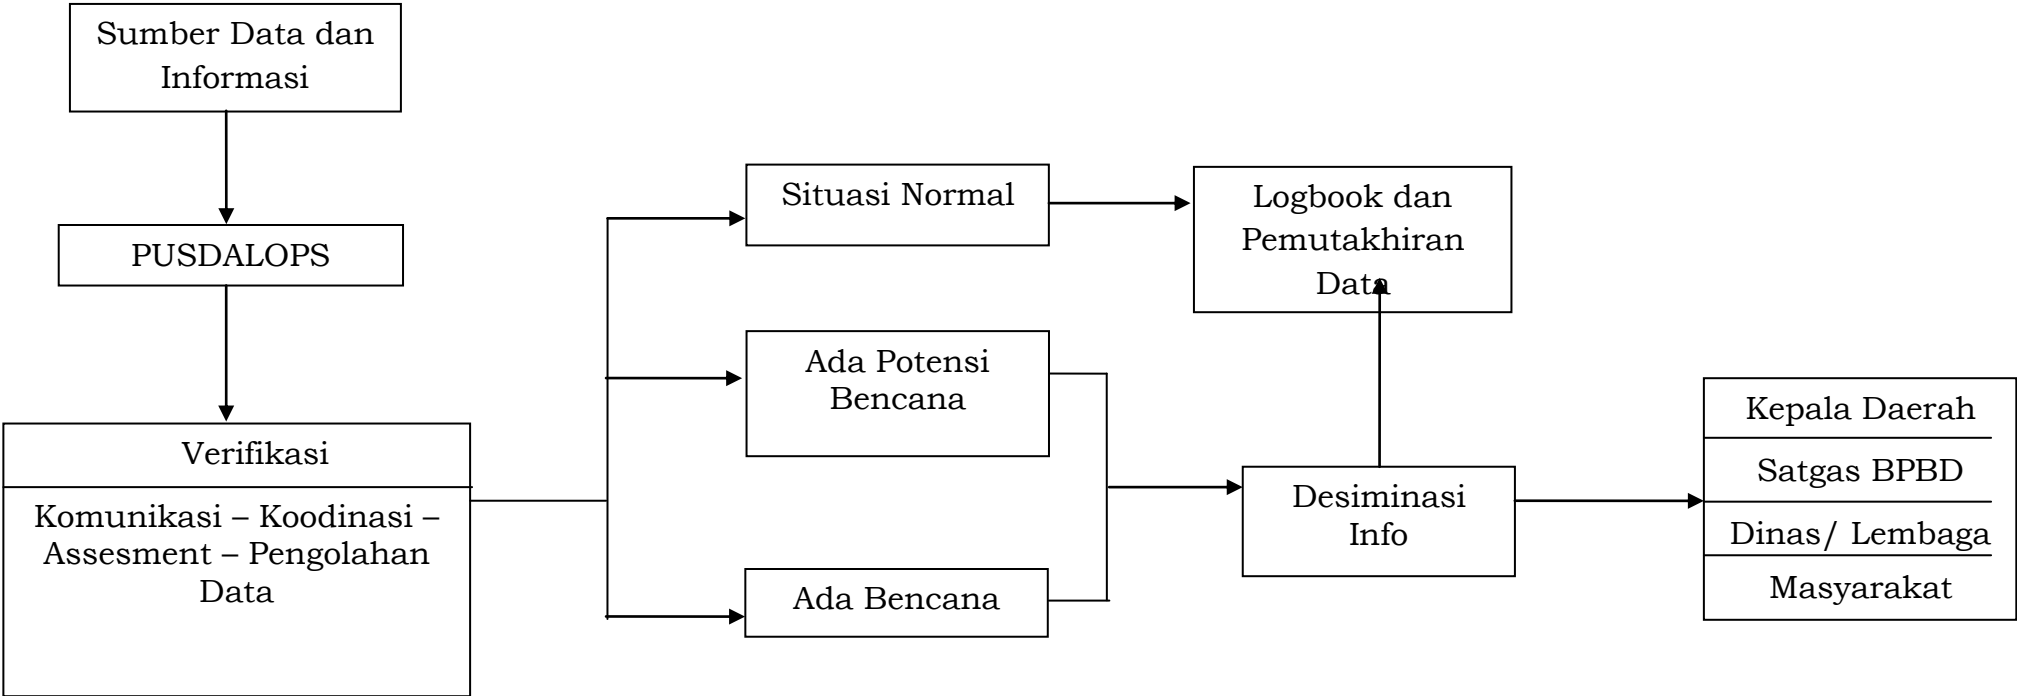 Sumber Data dan
Informasi
PUSDALOPS
Verifikasi
Komunikasi – Koodinasi –
Assesment – Pengolahan
Data
Situasi Normal
Ada Potensi
Bencana
Ada Bencana
Logbook dan
Pemutakhiran
Data
Desiminasi
Info
Kepala Daerah
Satgas BPBD
Dinas/ Lembaga
Masyarakat